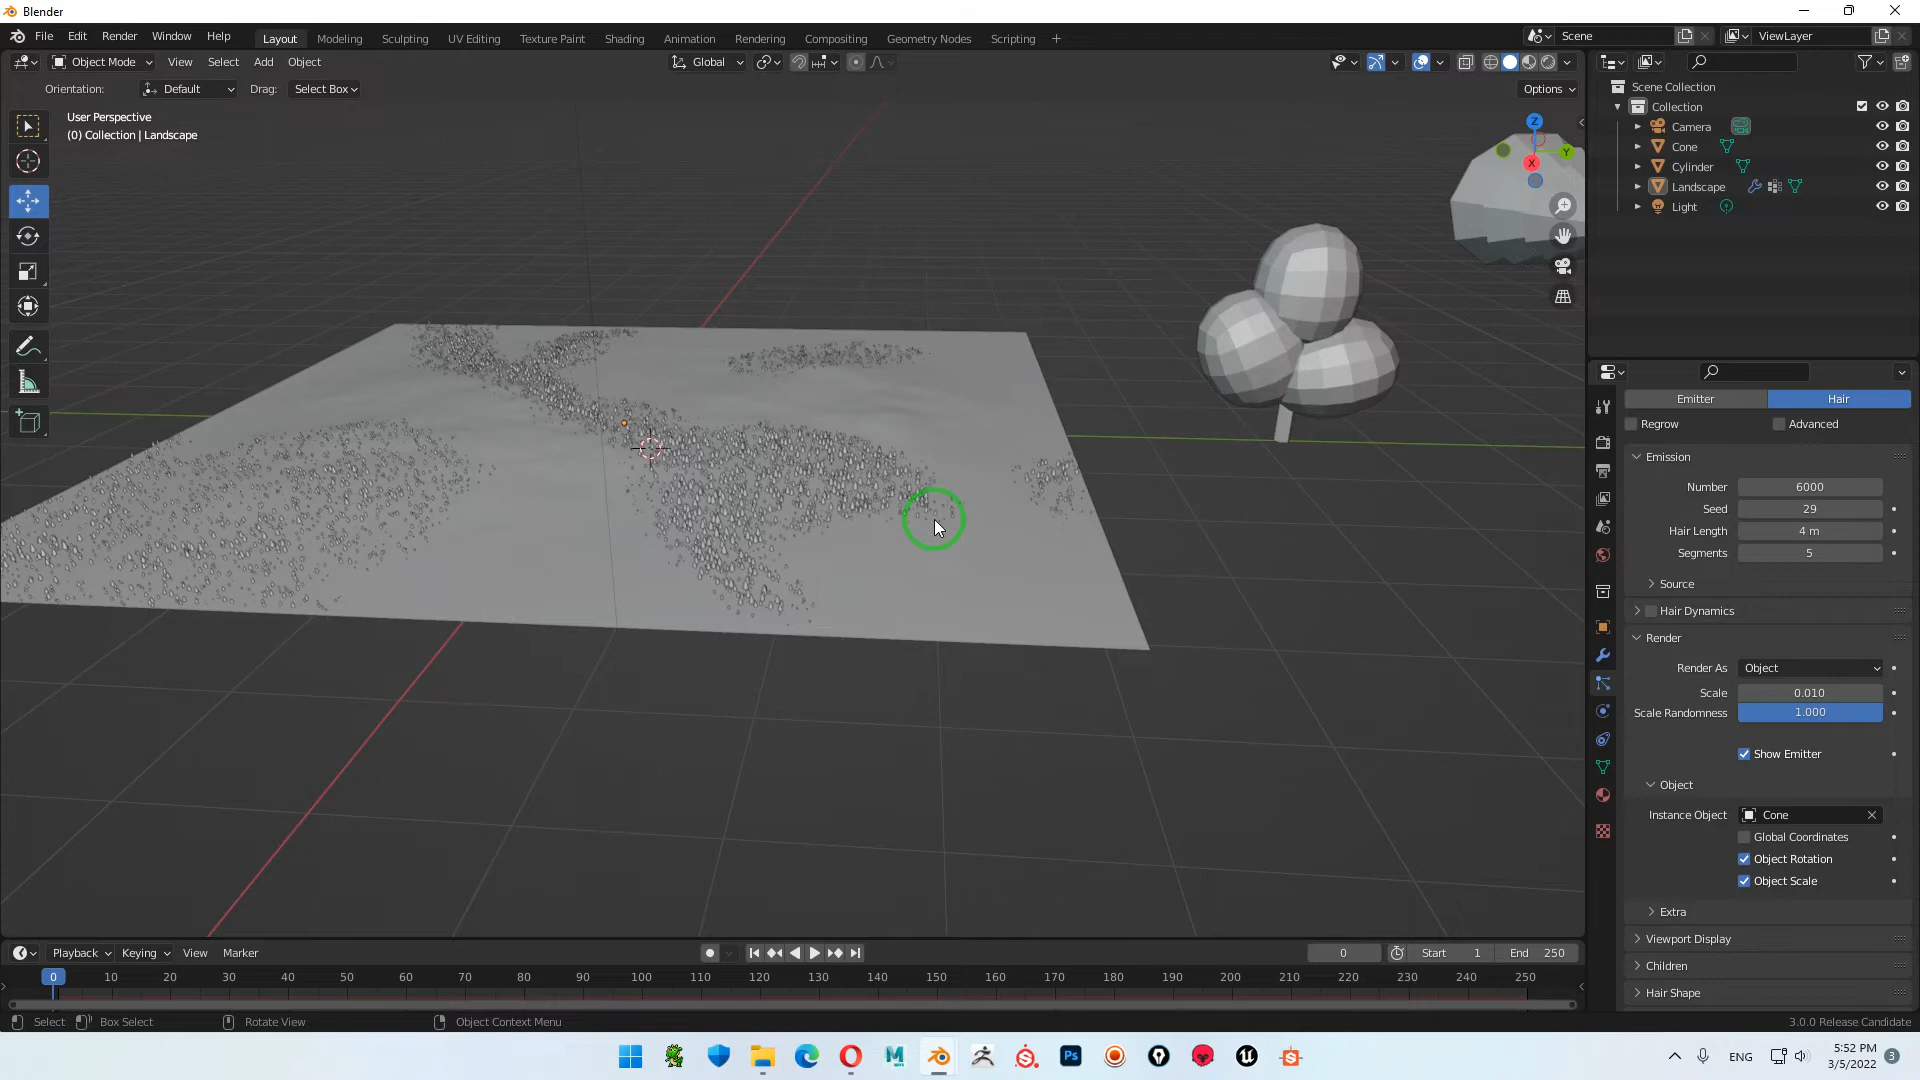 Blender
File Edit Render Window Help Layout Modeling Sculpting UV Editing Texture Paint Shading Animation Rendering Compositing Geometry Nodes Scripting + Scene ViewLayer
Object Mode View Select Add Object Global
Orientation: Default Drag: Select Box Options
User Perspective
(0) Collection | Landscape
Z
Y
X
Scene Collection
Collection
Camera
Cone
Cylinder
Landscape
Light
Emitter Hair
Regrow Advanced
Emission
Number 6000
Seed 29
Hair Length 4 m
Segments 5
Source
Hair Dynamics
Render
Render As Object
Scale 0.010
Scale Randomness 1.000
Show Emitter
Object
Instance Object Cone
Global Coordinates
Object Rotation
Object Scale
Extra
Viewport Display
Children
Hair Shape
Playback Keying View Marker 0 Start 1 End 250
0 10 20 30 40 50 60 70 80 90 100 110 120 130 140 150 160 170 180 190 200 210 220 230 240 250
Select Box Select Rotate View Object Context Menu 3.0.0 Release Candidate
Ps
ENG
5:52 PM
3/5/2022
3